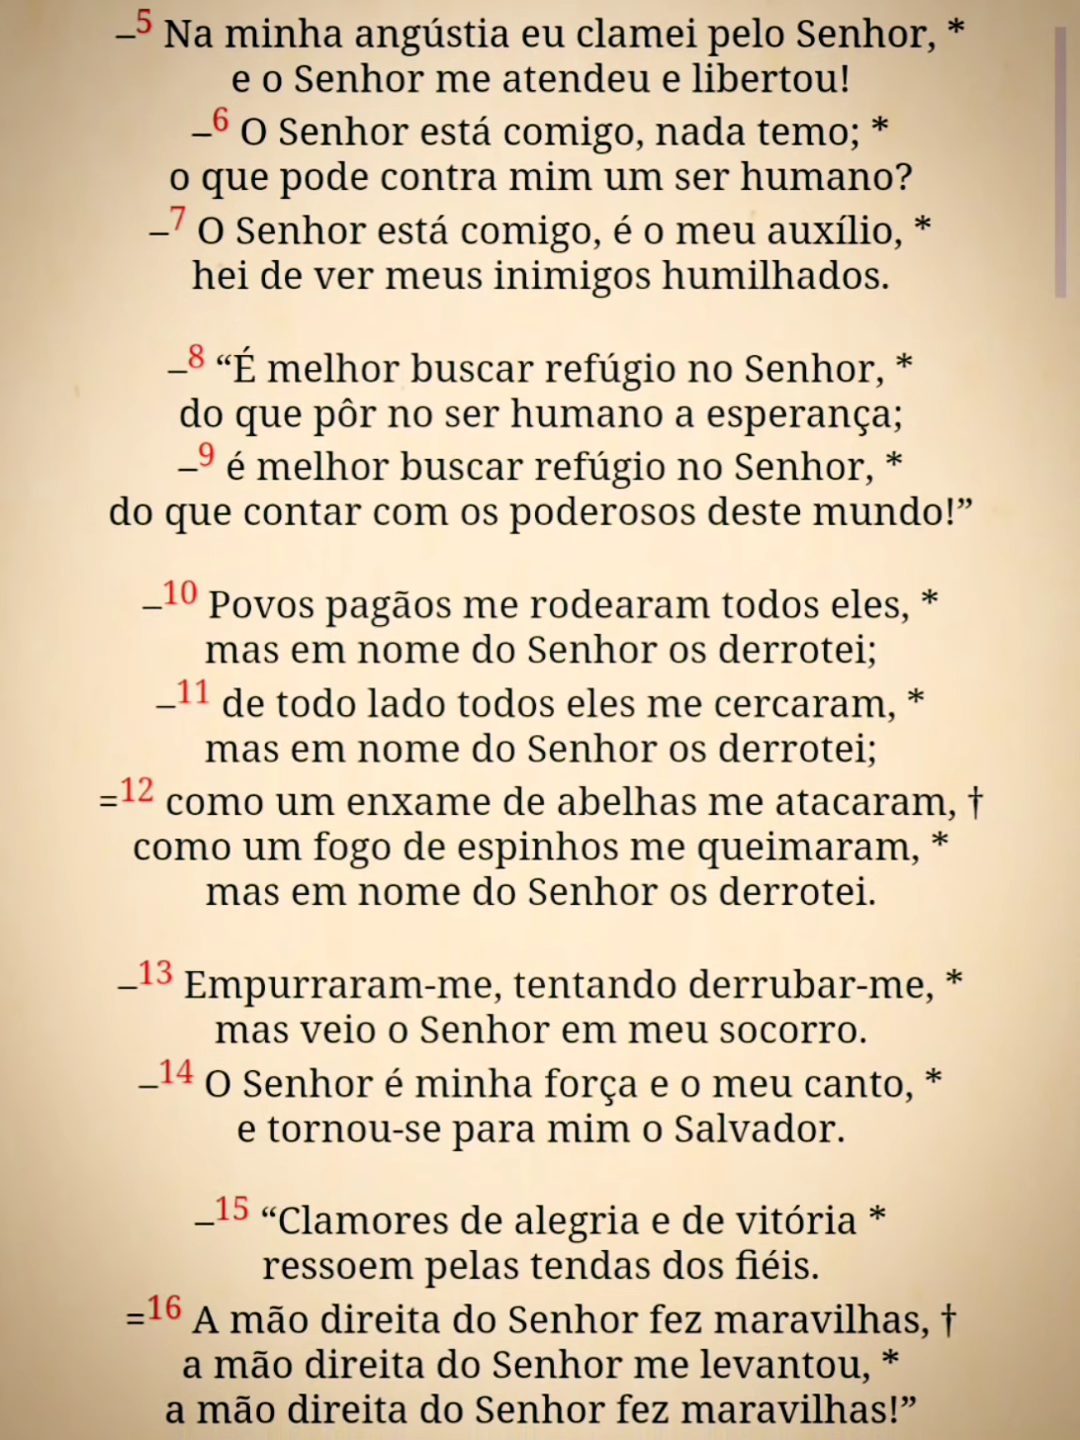 –5 Na minha angústia eu clamei pelo Senhor, *
e o Senhor me atendeu e libertou!
–6 O Senhor está comigo, nada temo; *
o que pode contra mim um ser humano?
–7 O Senhor está comigo, é o meu auxílio, *
hei de ver meus inimigos humilhados.
–8 “É melhor buscar refúgio no Senhor, *
do que pôr no ser humano a esperança;
–9 é melhor buscar refúgio no Senhor, *
do que contar com os poderosos deste mundo!”
–10 Povos pagãos me rodearam todos eles, *
mas em nome do Senhor os derrotei;
–11 de todo lado todos eles me cercaram, *
mas em nome do Senhor os derrotei;
=12 como um enxame de abelhas me atacaram, †
como um fogo de espinhos me queimaram, *
mas em nome do Senhor os derrotei.
–13 Empurraram-me, tentando derrubar-me, *
mas veio o Senhor em meu socorro.
–14 O Senhor é minha força e o meu canto, *
e tornou-se para mim o Salvador.
–15 “Clamores de alegria e de vitória *
ressoem pelas tendas dos fiéis.
=16 A mão direita do Senhor fez maravilhas, †
a mão direita do Senhor me levantou, *
a mão direita do Senhor fez maravilhas!”